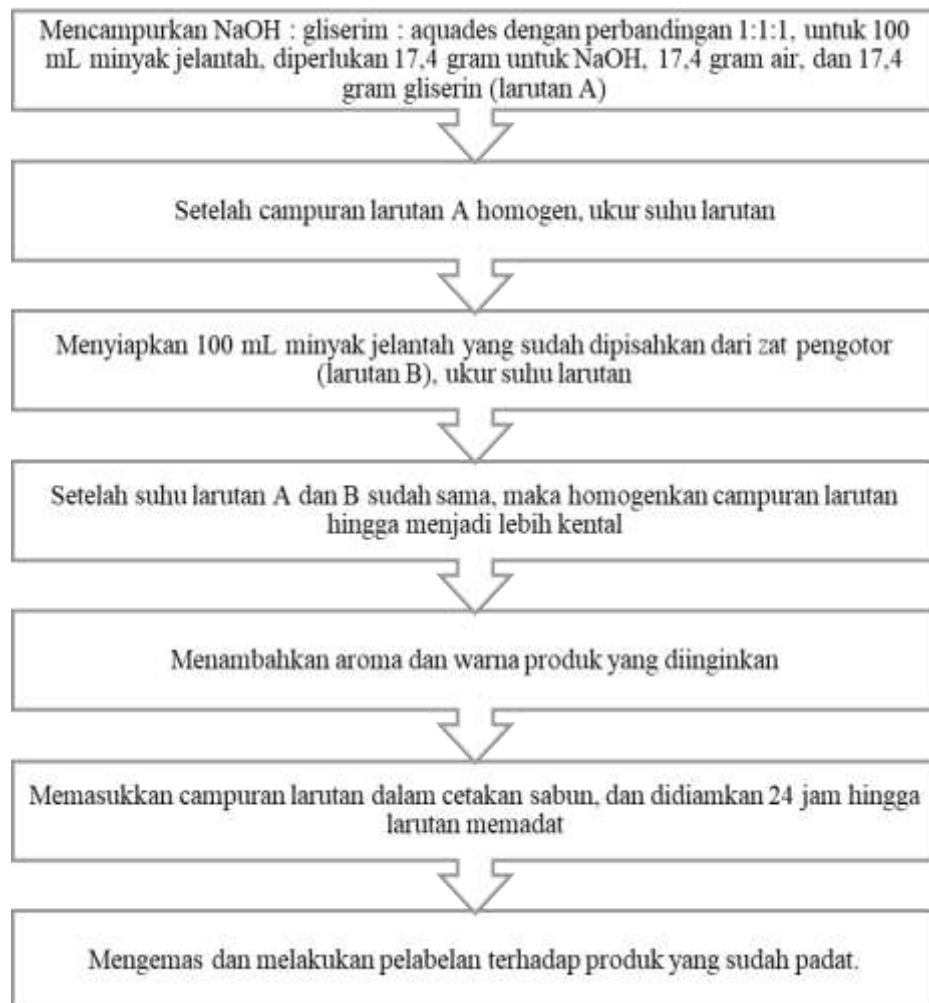 Mencampurkan NaOH : gliserim : aquades dengan perbandingan 1:1:1, untuk 100
mL minyak jelantah, diperlukan 17,4 gram untuk NaOH, 17,4 gram air, dan 17,4
gram gliserin (larutan A)
Setelah campuran larutan A homogen, ukur suhu larutan
Menyiapkan 100 mL minyak jelantah yang sudah dipisahkan dari zat pengotor
(larutan B), ukur suhu larutan
Setelah suhu larutan A dan B sudah sama, maka homogenkan campuran larutan
hingga menjadi lebih kental
Menambahkan aroma dan warna produk yang diinginkan
Memasukkan campuran larutan dalam cetakan sabun, dan didiamkan 24 jam hingga
larutan memadat
Mengemas dan melakukan pelabelan terhadap produk yang sudah padat.